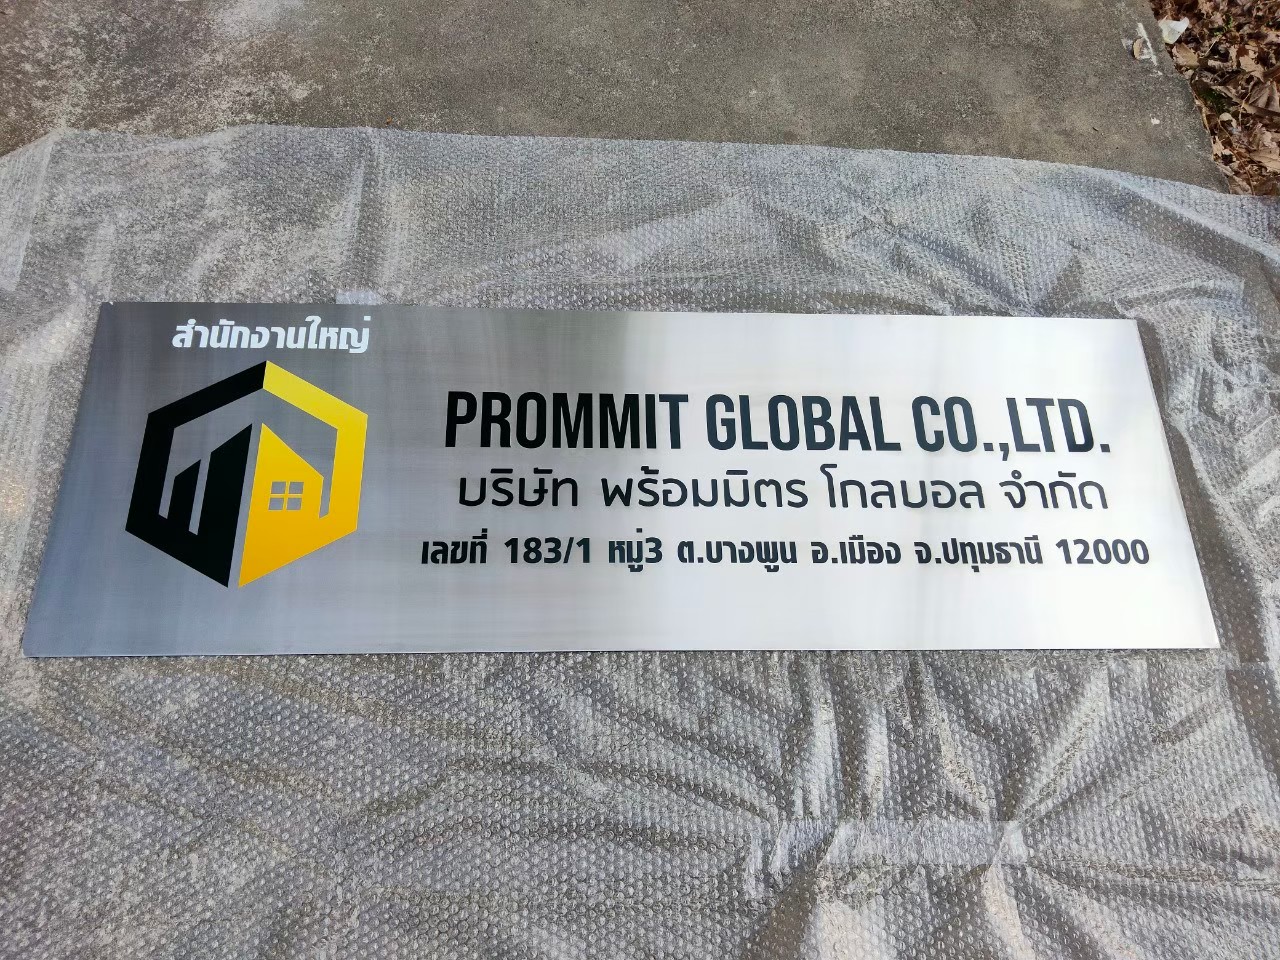 สำนักงานใหญ่
PROMMIT GLOBAL CO.,LTD.
บริษัท พร้อมมิตร โกลบอล จำกัด
เลขที่ 183/1 หมู่3 ต.บางพูน อ.เมือง จ.ปทุมธานี 12000